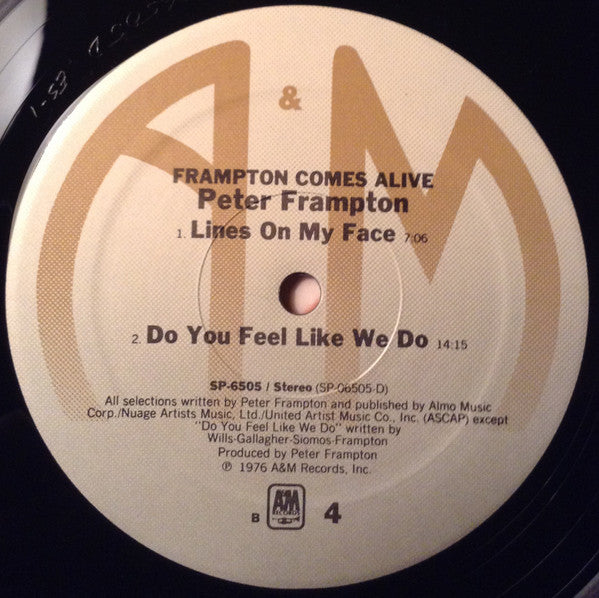 A & M
FRAMPTON COMES ALIVE
Peter Frampton
1. Lines On My Face 7:06
2. Do You Feel Like We Do 14:15
SP-6505 / Stereo (SP-06505-D)
All selections written by Peter Frampton and published by Almo Music
Corp./Nuage Artists Music, Ltd./United Artist Music Co., Inc. (ASCAP) except
"Do You Feel Like We Do" written by
Wills-Gallagher-Siomos-Frampton
Produced by Peter Frampton
℗ 1976 A&M Records, Inc.
B A&M RECORDS 4